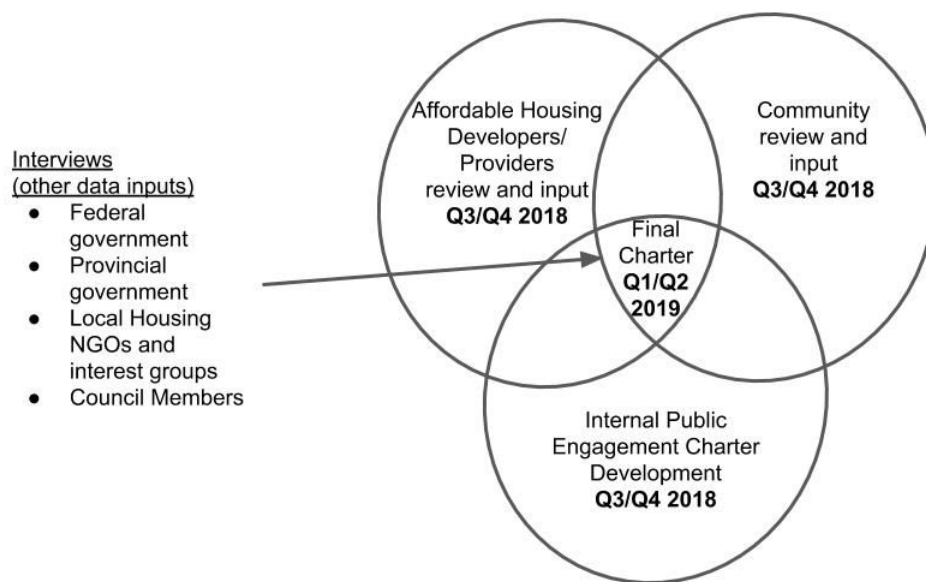 Interviews
(other data inputs)
● Federal
government
● Provincial
government
● Local Housing
NGOs and
interest groups
● Council Members
Affordable Housing
Developers/
Providers
review and input
Q3/Q4 2018
Community
review and
input
Q3/Q4 2018
Final
Charter
Q1/Q2
2019
Internal Public
Engagement Charter
Development
Q3/Q4 2018